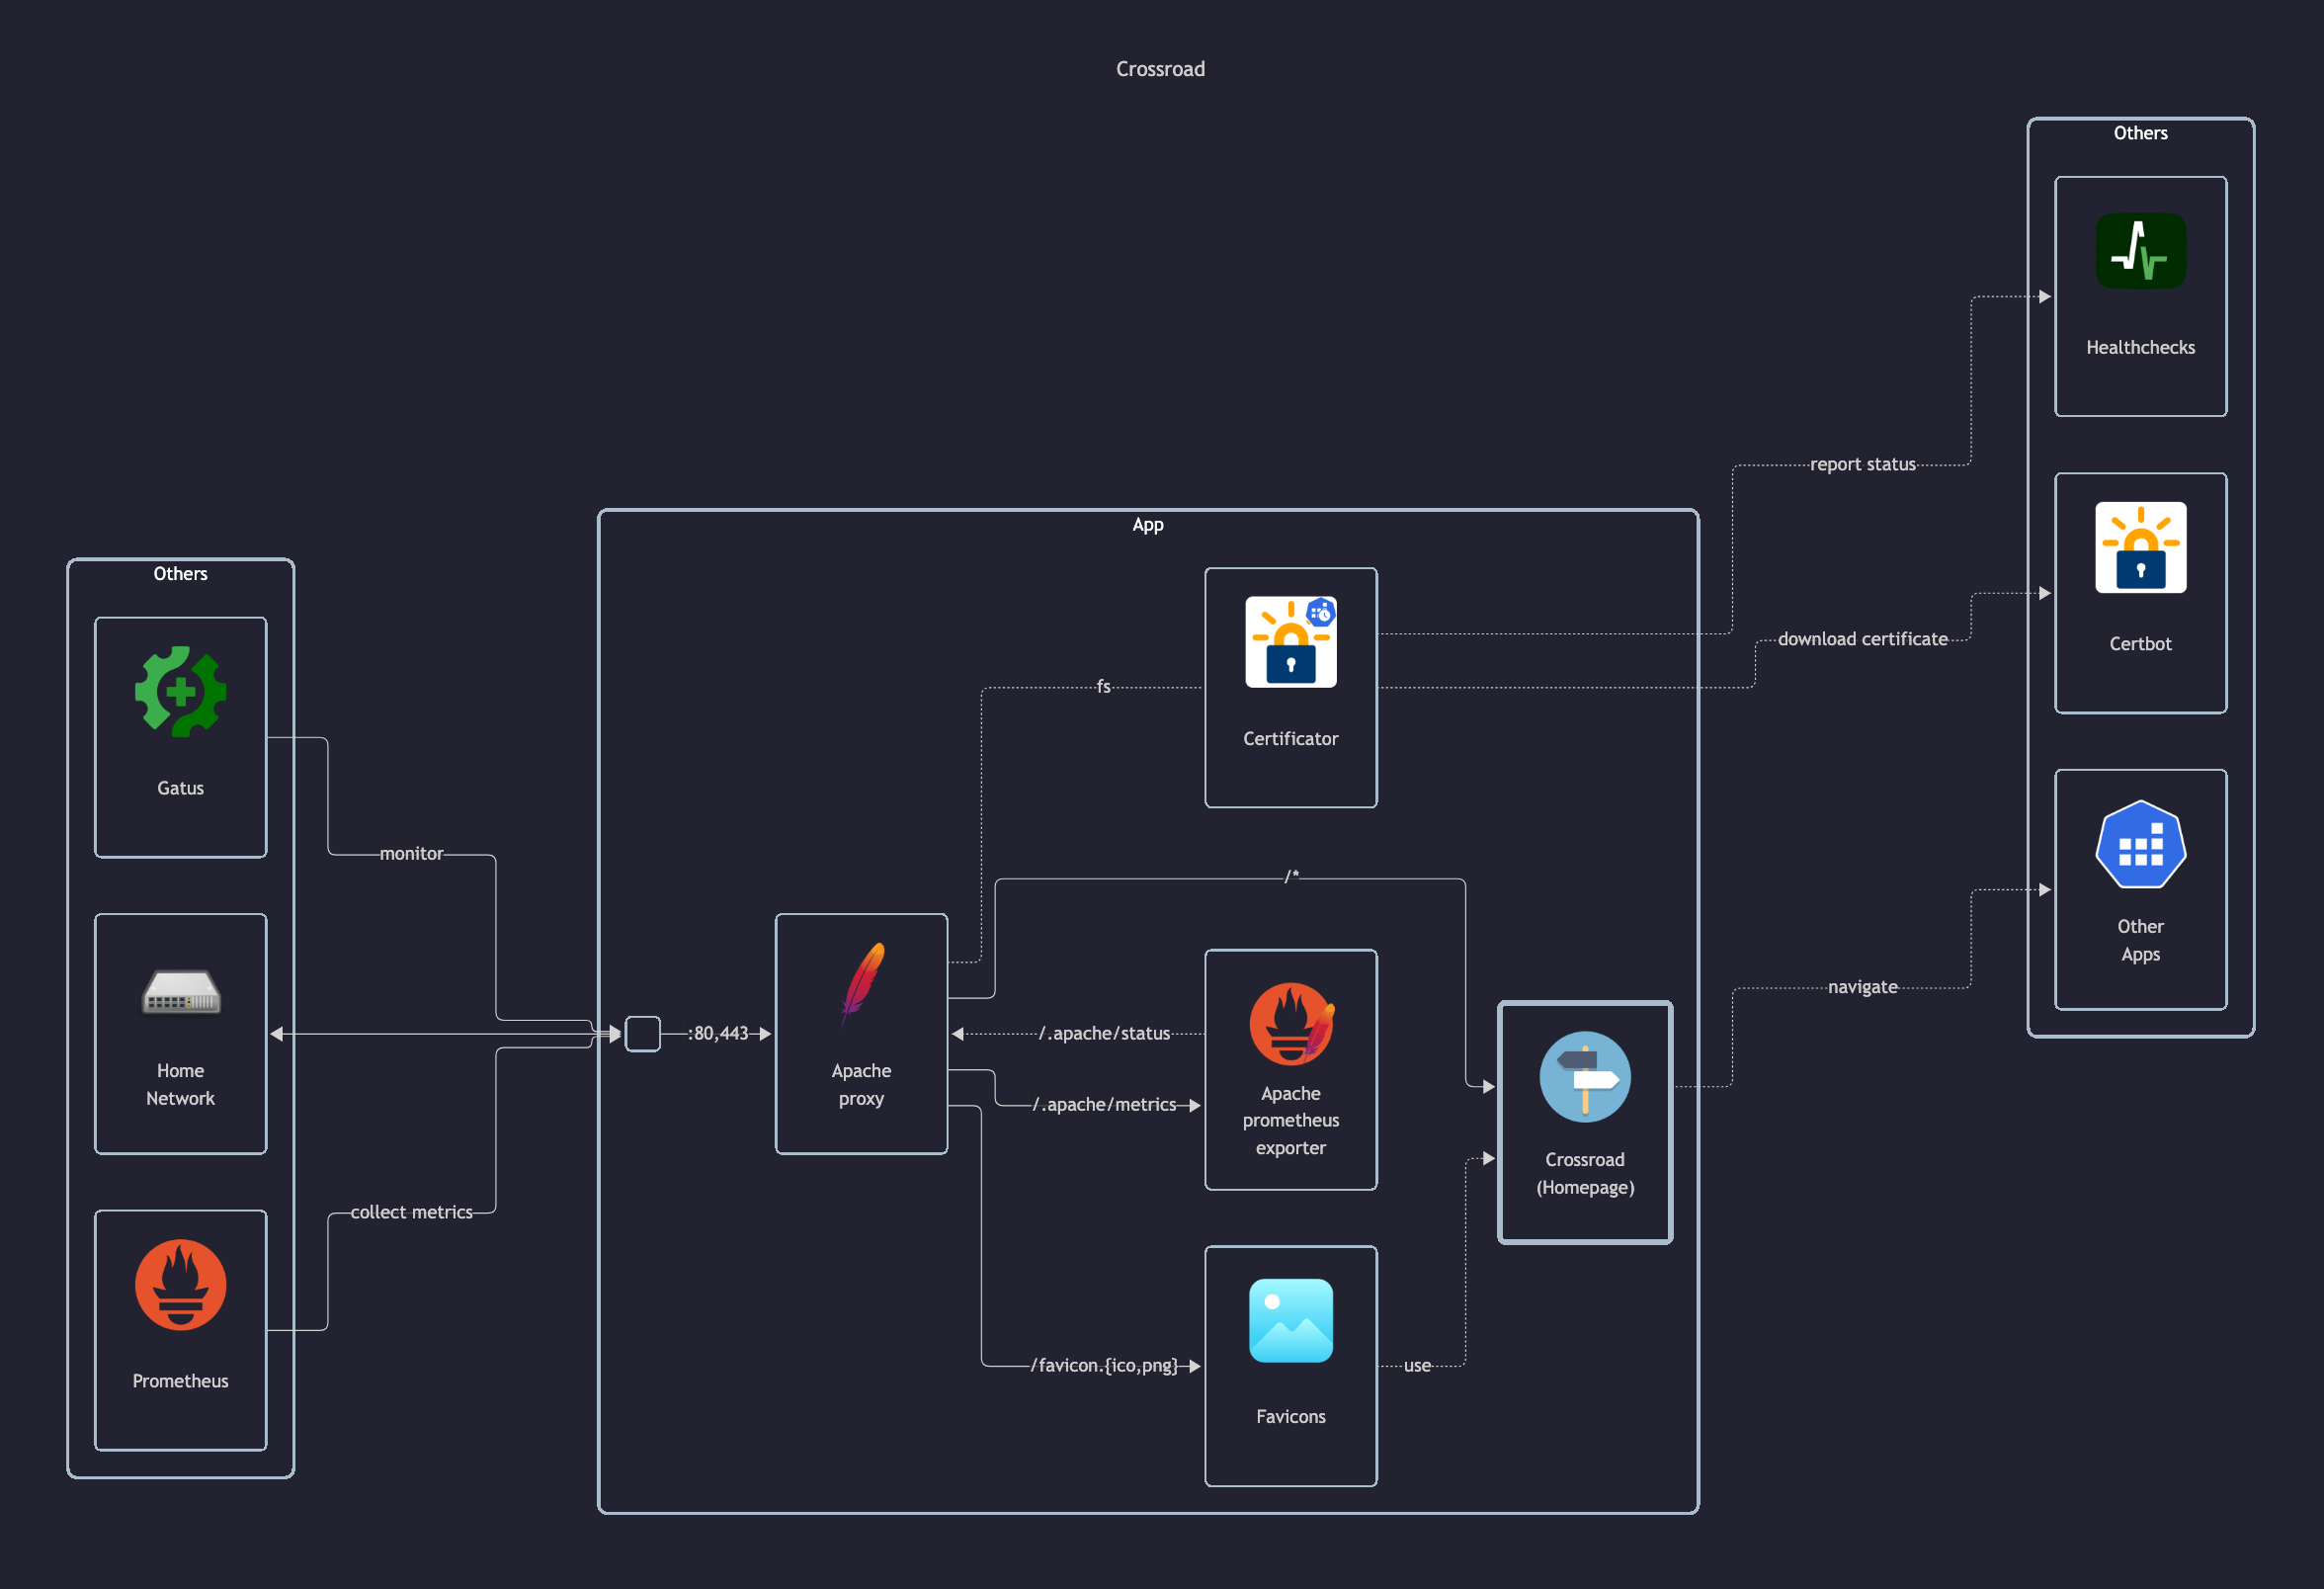 Crossroad
Others
Gatus
Home
Network
Prometheus
monitor
collect metrics
App
:80,443
Apache
proxy
fs
/*
/.apache/status
/.apache/metrics
/favicon.{ico,png}
Certificator
Apache
prometheus
exporter
Favicons
use
Crossroad
(Homepage)
report status
download certificate
navigate
Others
Healthchecks
Certbot
Other
Apps